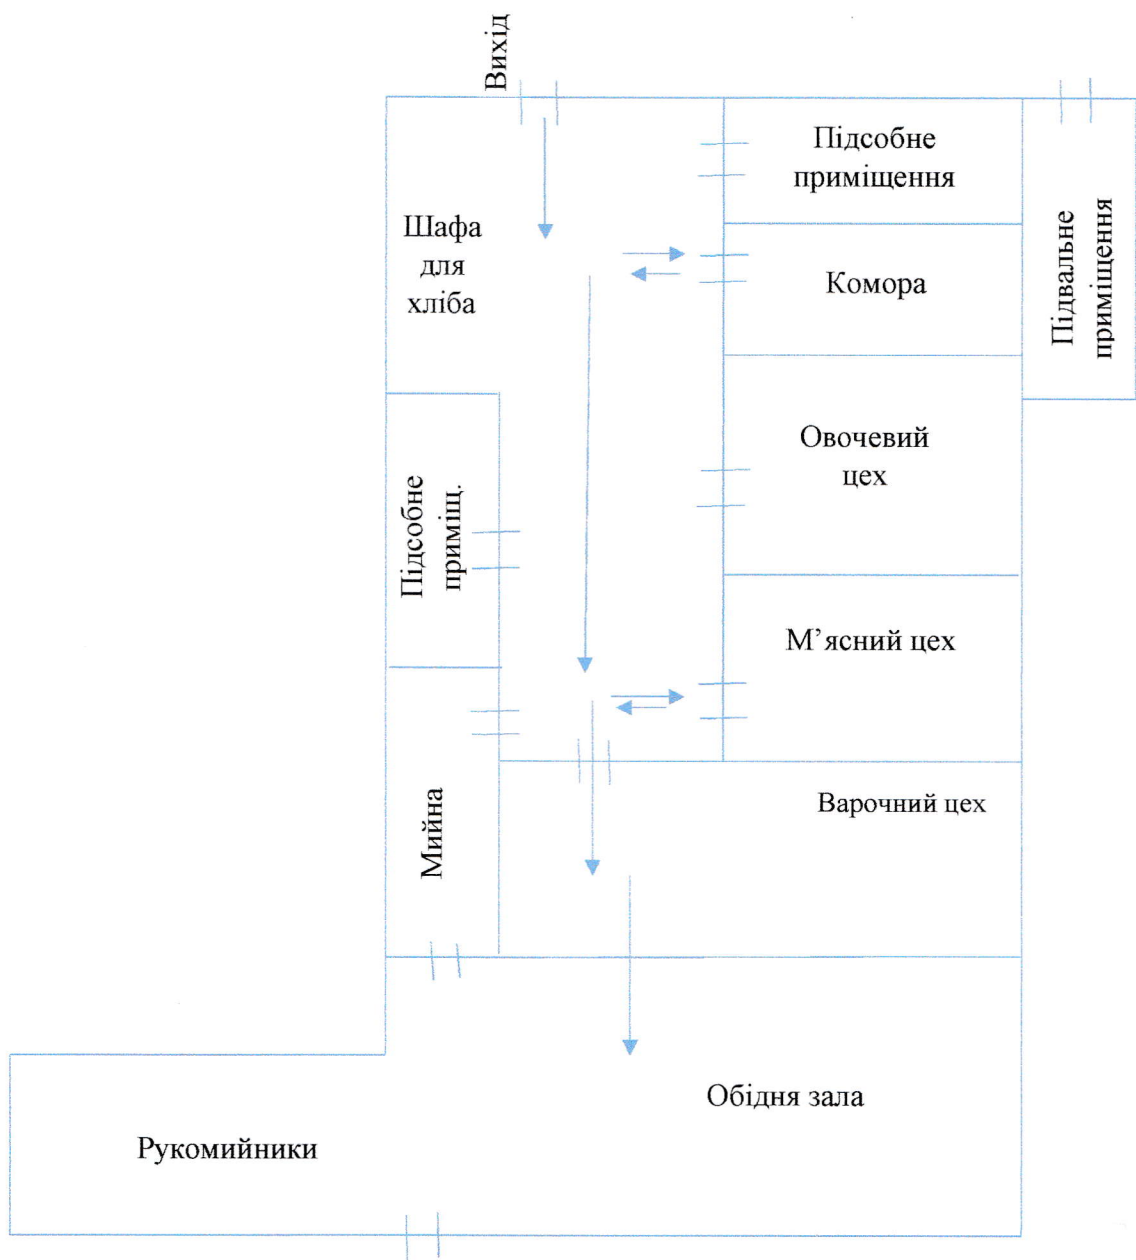 Вихід
Підсобне
приміщення
Шафа
для
хліба
Комора
Підвальне
приміщення
Овочевий
цех
Підсобне
приміщ.
М’ясний цех
Варочний цех
Мийна
Обідня зала
Рукомийники